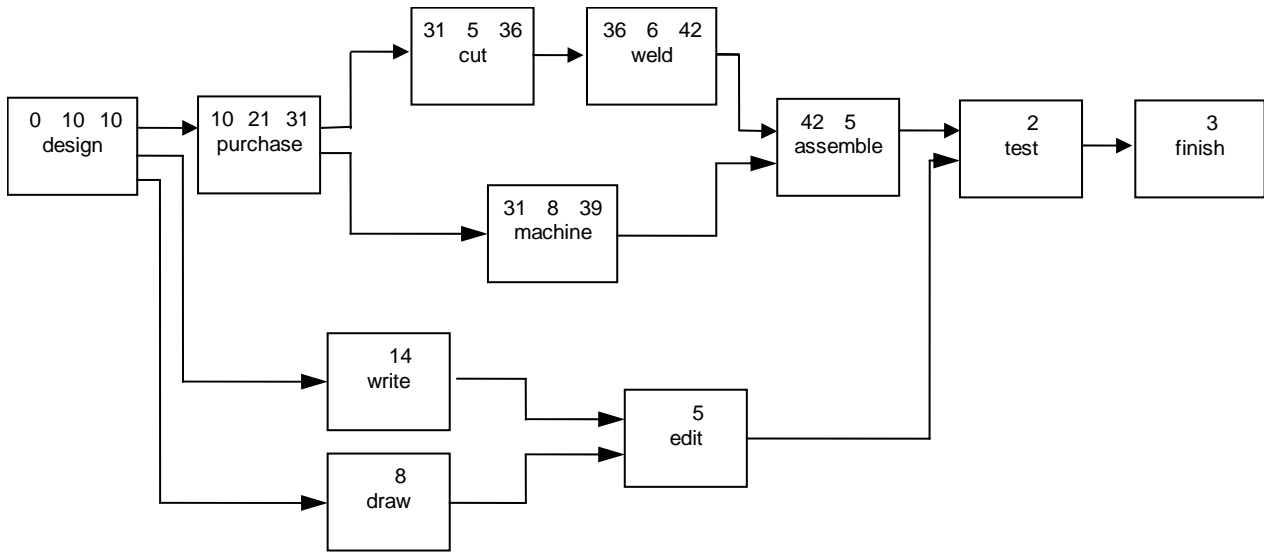 0 10 10
design
10 21 31
purchase
31 5 36
cut
36 6 42
weld
31 8 39
machine
42 5
assemble
2
test
3
finish
14
write
8
draw
5
edit